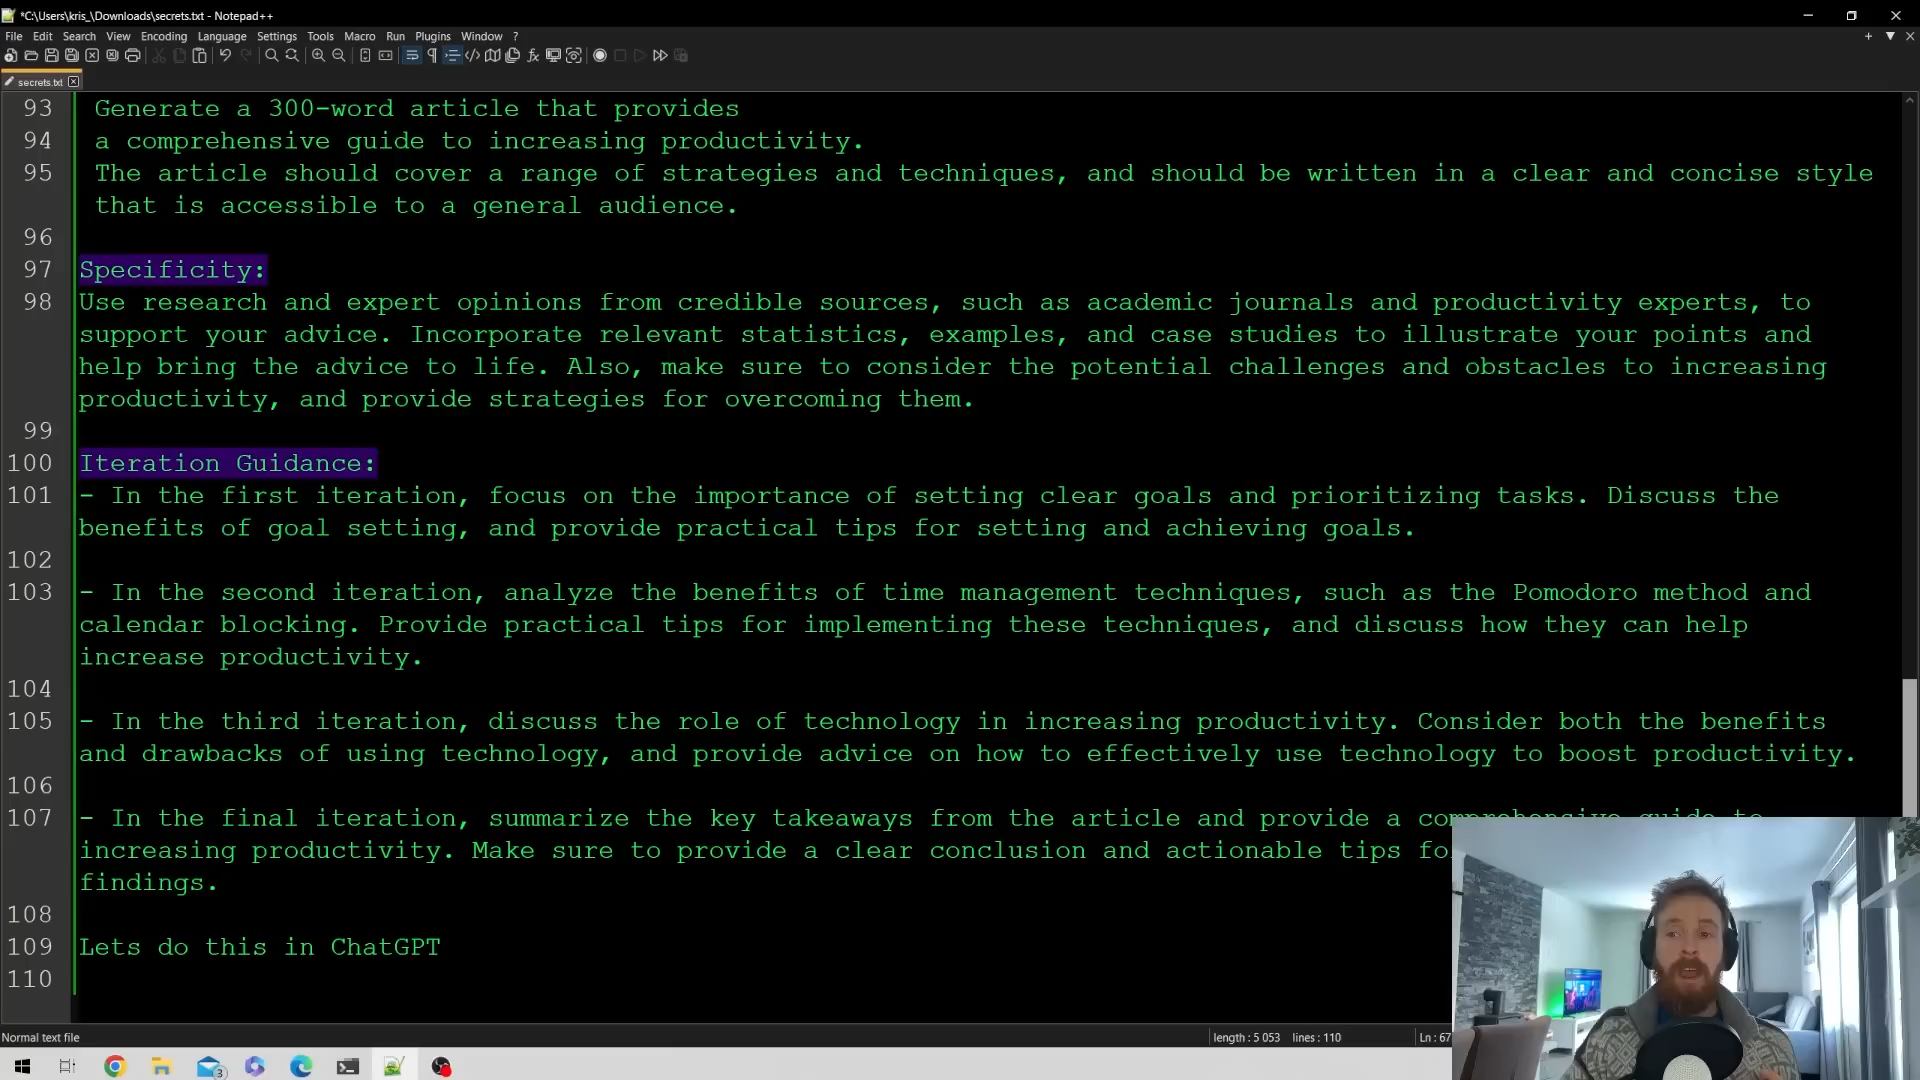 *C:\Users\kris_\Downloads\secrets.txt - Notepad++
File Edit Search View Encoding Language Settings Tools Macro Run Plugins Window ?
secrets.txt
93 Generate a 300-word article that provides
94 a comprehensive guide to increasing productivity.
95 The article should cover a range of strategies and techniques, and should be written in a clear and concise style
that is accessible to a general audience.
96
97 Specificity:
98 Use research and expert opinions from credible sources, such as academic journals and productivity experts, to
support your advice. Incorporate relevant statistics, examples, and case studies to illustrate your points and
help bring the advice to life. Also, make sure to consider the potential challenges and obstacles to increasing
productivity, and provide strategies for overcoming them.
99
100 Iteration Guidance:
101 - In the first iteration, focus on the importance of setting clear goals and prioritizing tasks. Discuss the
benefits of goal setting, and provide practical tips for setting and achieving goals.
102
103 - In the second iteration, analyze the benefits of time management techniques, such as the Pomodoro method and
calendar blocking. Provide practical tips for implementing these techniques, and discuss how they can help
increase productivity.
104
105 - In the third iteration, discuss the role of technology in increasing productivity. Consider both the benefits
and drawbacks of using technology, and provide advice on how to effectively use technology to boost productivity.
106
107 - In the final iteration, summarize the key takeaways from the article and provide a comprehensive guide to
increasing productivity. Make sure to provide a clear conclusion and actionable tips
findings.
108
109 Lets do this in ChatGPT
110
Normal text file length : 5 053 lines : 110 Ln : 67
3